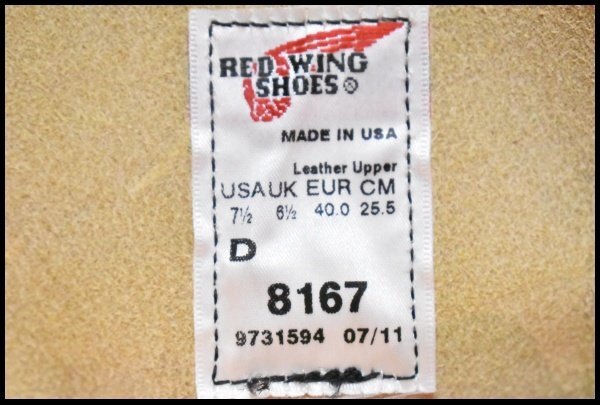 RED WING
SHOES®
MADE IN USA
Leather Upper
USA UK EUR CM
7½ 6½ 40.0 25.5
D
8167
9731594 07/11